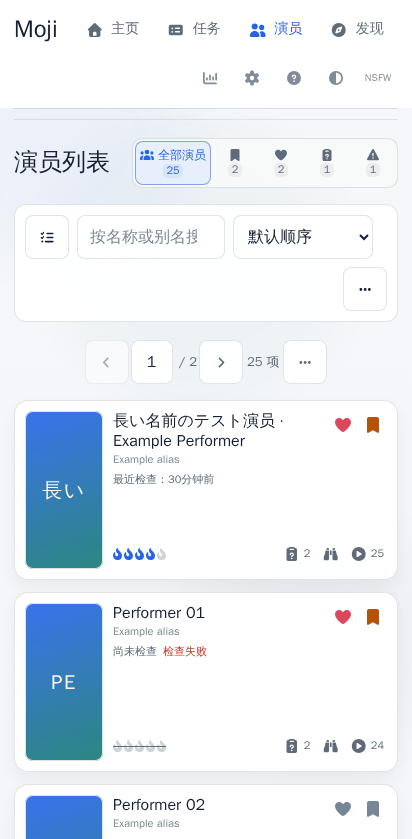 Moji 主页 任务 演员 发现
NSFW
演员列表 全部演员
25 2 2 1 1
按名称或别名搜 默认顺序
1 / 2 25 项
長い
長い名前のテスト演员 ·
Example Performer
Example alias
最近检查：30分钟前
2 25
PE
Performer 01
Example alias
尚未检查 检查失败
2 24
Performer 02
Example alias